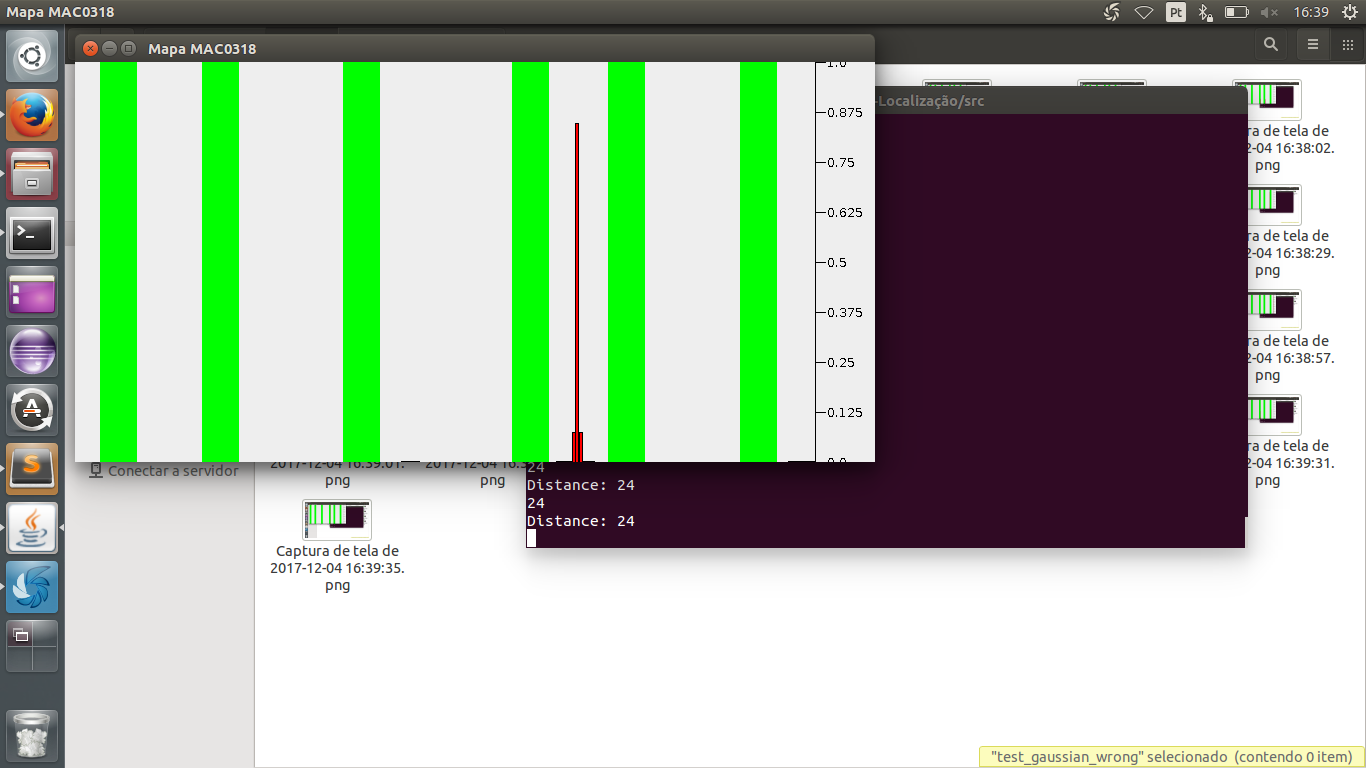 Mapa MAC0318
Pt
16:39
Mapa MAC0318
-Localização/src
1.0
0.875
0.75
0.625
0.5
0.375
0.25
0.125
0.0
ra de tela de
2-04 16:38:02.
png
ra de tela de
2-04 16:38:29.
png
ra de tela de
2-04 16:38:57.
png
ra de tela de
2-04 16:39:31.
png
Conectar a servidor
2017-12-04 16:39:01.
png
2017-12-04 16:3
png
24
Distance: 24
24
Distance: 24
Captura de tela de
2017-12-04 16:39:35.
png
"test_gaussian_wrong" selecionado (contendo 0 item)